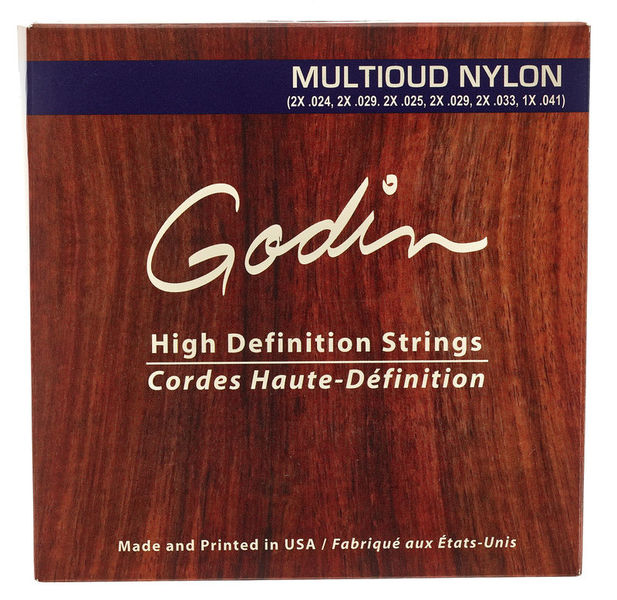 MULTIOUD NYLON
(2X .024, 2X .029. 2X .025, 2X .029, 2X .033, 1X .041)
Godin
High Definition Strings
Cordes Haute-Définition
Made and Printed in USA / Fabriqué aux États-Unis